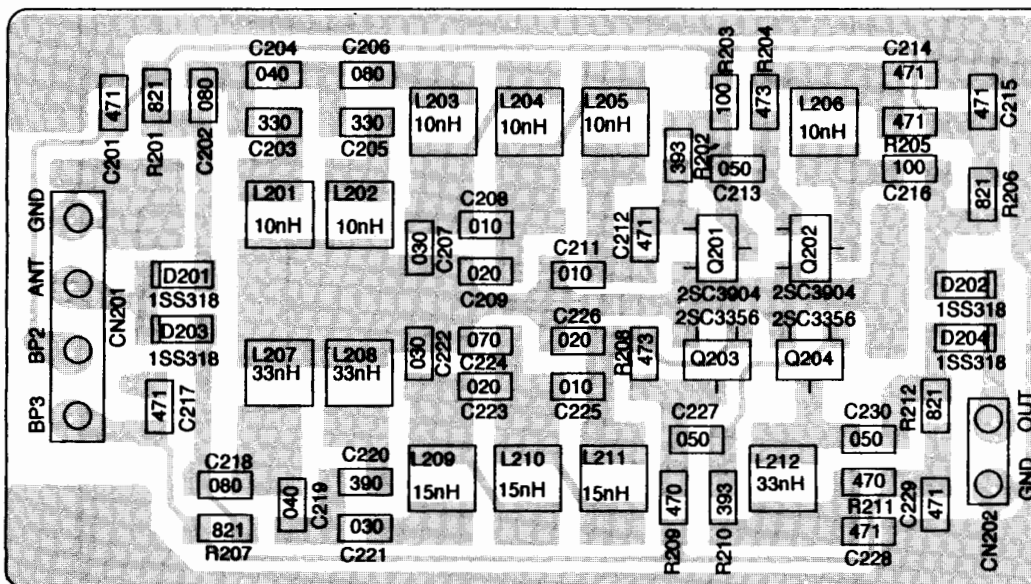 C204
C206
R203
R204
C214
471
821
080
040
080
L203
10nH
L204
10nH
L205
10nH
100
473
L206
10nH
471
471
C215
330
330
471
C201
R201
C202
C203
C205
393
R202
050
C213
R205
100
C216
821
R206
GND
ANT
BP2
BP3
CN201
L201
10nH
L202
10nH
030
C207
C208
010
020
C209
C211
010
C212
471
Q201
2SC3904
Q202
2SC3904
D201
1SS318
D203
1SS318
D202
1SS318
D204
1SS318
L207
33nH
L208
33nH
030
C222
070
C224
020
C223
C226
020
010
C225
R208
473
2SC3356
Q203
2SC3356
Q204
471
C217
C227
050
C230
050
R212
821
OUT
GND
CN202
C218
080
821
R207
040
C219
C220
390
030
C221
L209
15nH
L210
15nH
L211
15nH
470
R209
393
R210
L212
33nH
470
R211
471
C228
C229
471